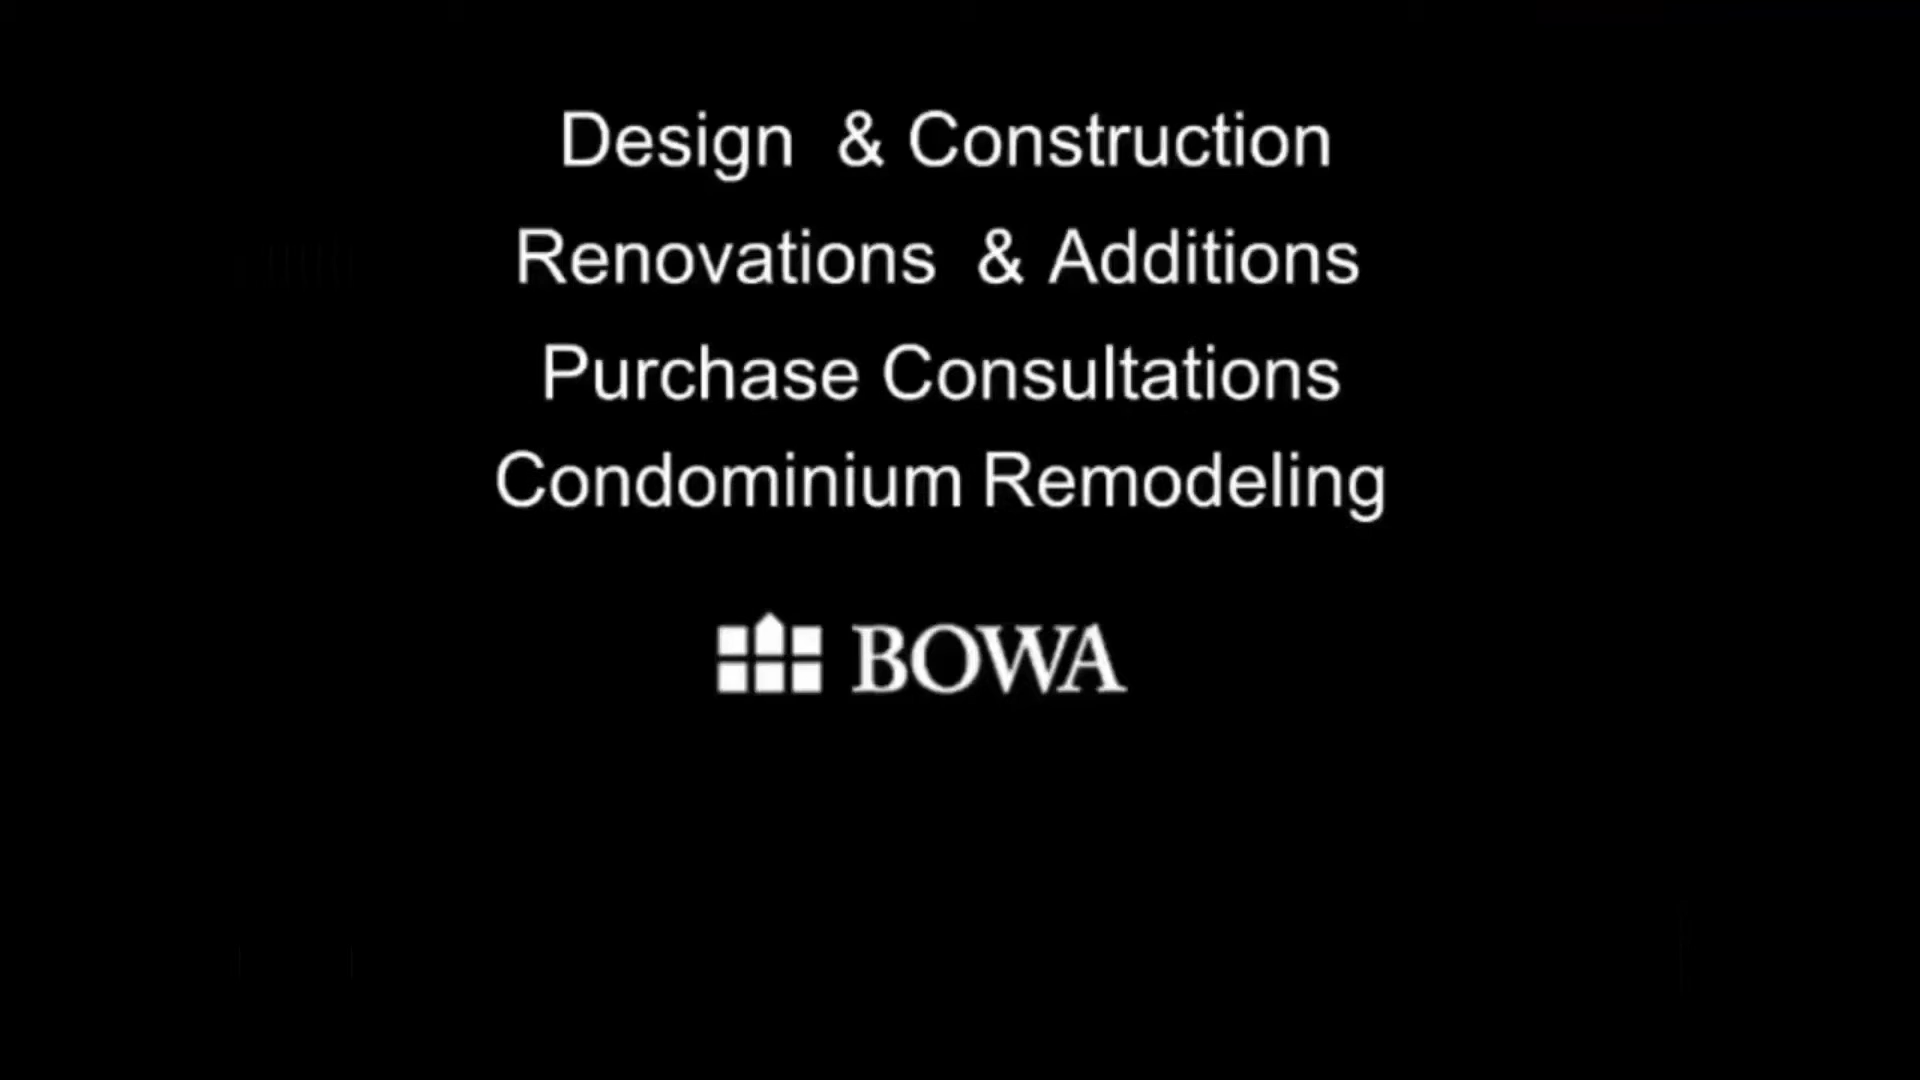 Design & Construction
Renovations & Additions
Purchase Consultations
Condominium Remodeling
BOWA